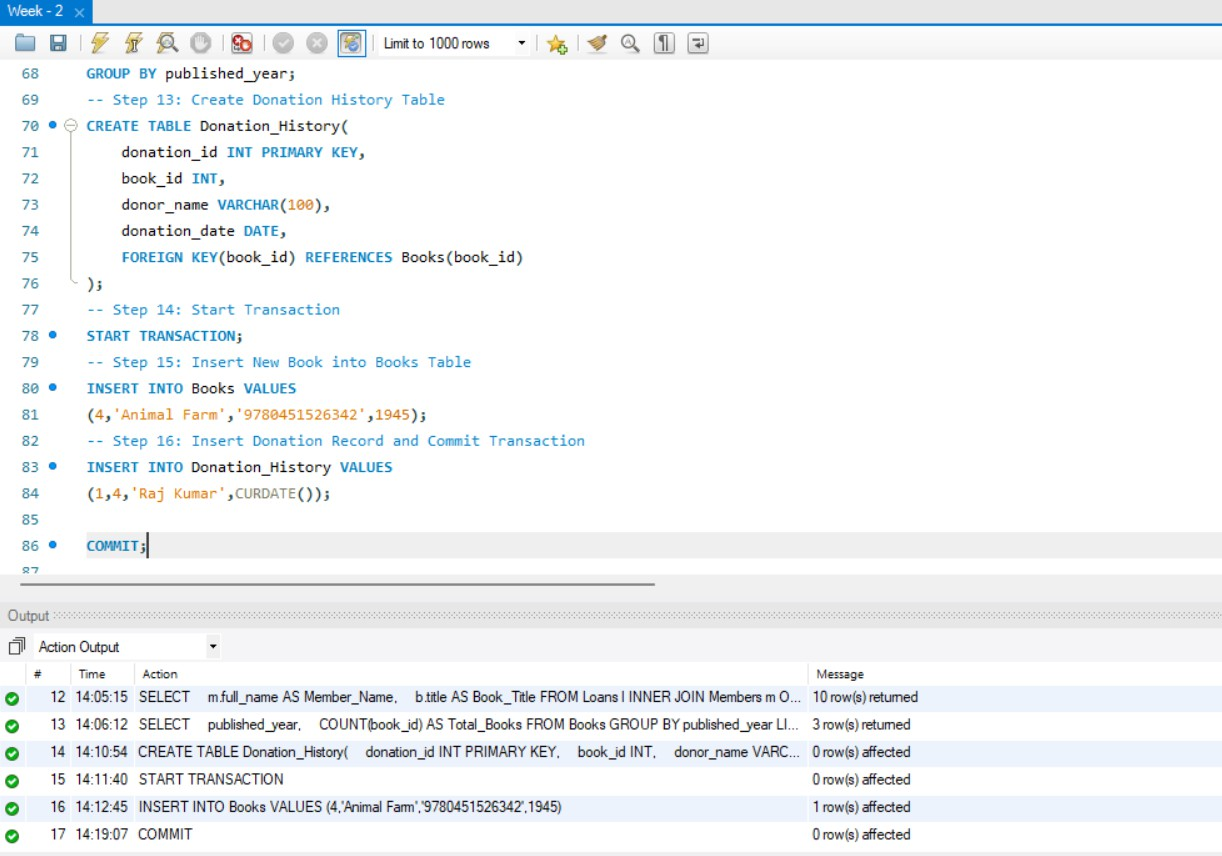 Week - 2 ×
Limit to 1000 rows
68 GROUP BY published_year;
69 -- Step 13: Create Donation History Table
70 CREATE TABLE Donation_History(
71 donation_id INT PRIMARY KEY,
72 book_id INT,
73 donor_name VARCHAR(100),
74 donation_date DATE,
75 FOREIGN KEY(book_id) REFERENCES Books(book_id)
76 );
77 -- Step 14: Start Transaction
78 START TRANSACTION;
79 -- Step 15: Insert New Book into Books Table
80 INSERT INTO Books VALUES
81 (4,'Animal Farm','9780451526342',1945);
82 -- Step 16: Insert Donation Record and Commit Transaction
83 INSERT INTO Donation_History VALUES
84 (1,4,'Raj Kumar',CURDATE());
85
86 COMMIT;
87
Output
Action Output
# Time Action Message
12 14:05:15 SELECT m.full_name AS Member_Name, b.title AS Book_Title FROM Loans l INNER JOIN Members m O... 10 row(s) returned
13 14:06:12 SELECT published_year, COUNT(book_id) AS Total_Books FROM Books GROUP BY published_year LI... 3 row(s) returned
14 14:10:54 CREATE TABLE Donation_History( donation_id INT PRIMARY KEY, book_id INT, donor_name VARC... 0 row(s) affected
15 14:11:40 START TRANSACTION 0 row(s) affected
16 14:12:45 INSERT INTO Books VALUES (4,'Animal Farm','9780451526342',1945) 1 row(s) affected
17 14:19:07 COMMIT 0 row(s) affected